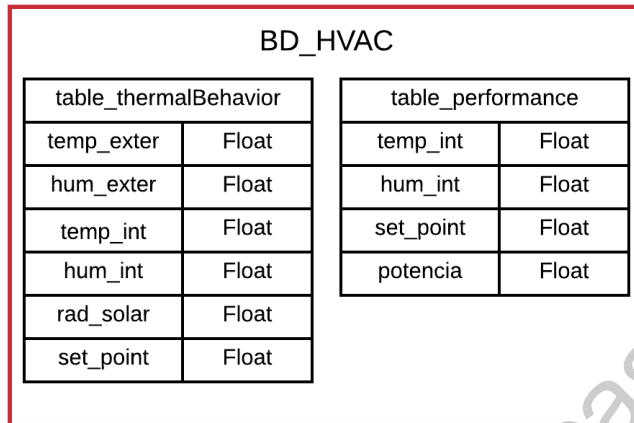 BD_HVAC
table_thermalBehavior
temp_exter Float
hum_exter Float
temp_int Float
hum_int Float
rad_solar Float
set_point Float
table_performance
temp_int Float
hum_int Float
set_point Float
potencia Float